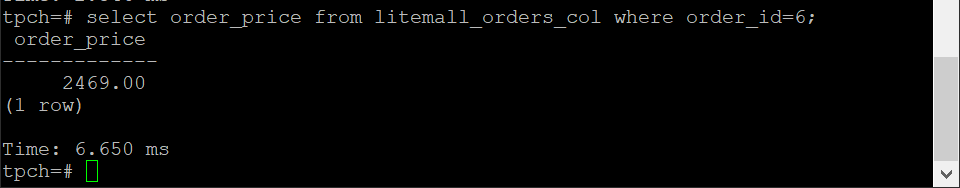 tpch=# select order_price from litemall_orders_col where order_id=6;
 order_price
-------------
     2469.00
(1 row)

Time: 6.650 ms
tpch=#